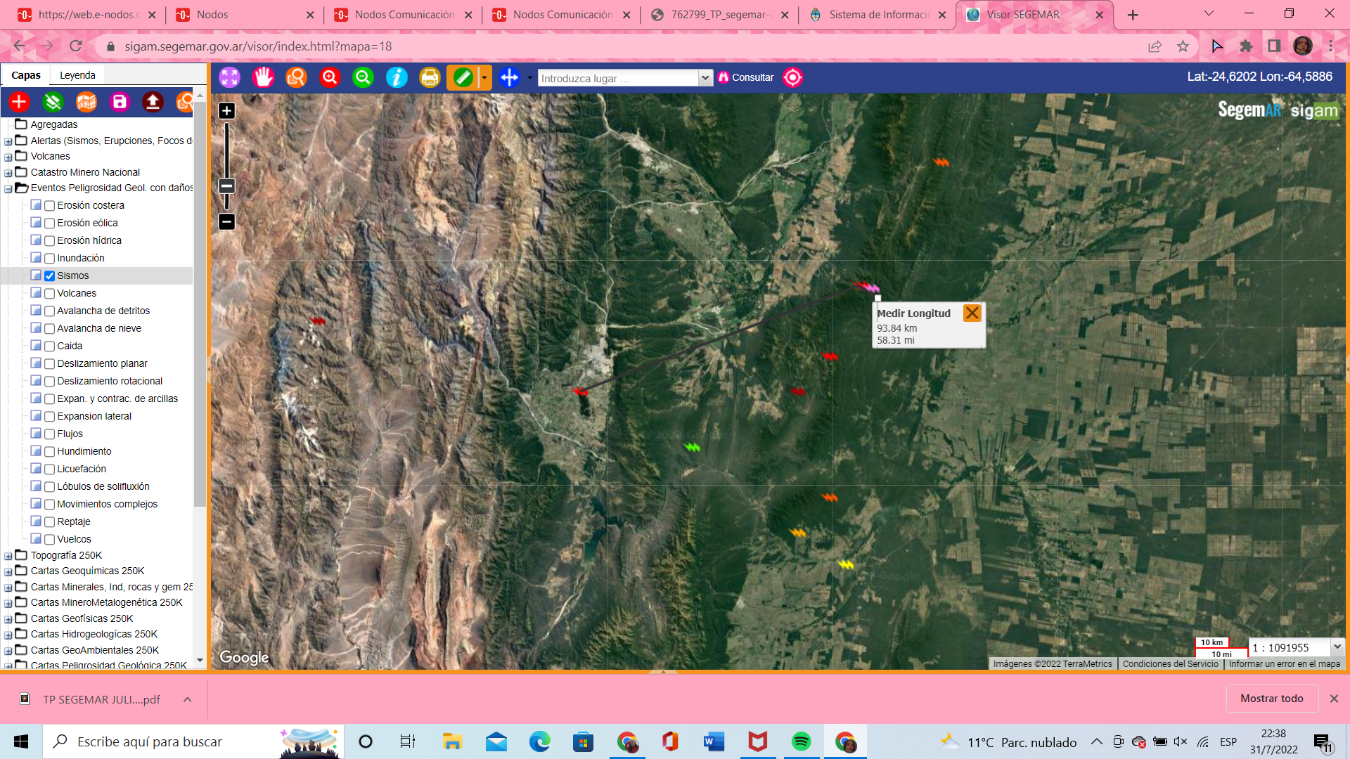 https://web.e-nodos.c
Nodos
Nodos Comunicación
Nodos Comunicación
762799_TP_segemar-
Sistema de Informaci
Visor SEGEMAR
sigam.segemar.gov.ar/visor/index.html?mapa=18
Capas
Leyenda
Introduzca lugar ...
Consultar
Lat:-24,6202 Lon:-64,5886
Agregadas
Alertas (Sismos, Erupciones, Focos d
Volcanes
Catastro Minero Nacional
Eventos Peligrosidad Geol. con daños
Erosión costera
Erosión eólica
Erosión hídrica
Inundación
Sismos
Volcanes
Avalancha de detritos
Avalancha de nieve
Caída
Deslizamiento planar
Deslizamiento rotacional
Expan. y contrac. de arcillas
Expansion lateral
Flujos
Hundimiento
Licuefación
Lóbulos de solifluxión
Movimientos complejos
Reptaje
Vuelcos
Topografía 250K
Cartas Geoquímicas 250K
Cartas Minerales, Ind, rocas y gem 25
Cartas MineroMetalogenética 250K
Cartas Geofísicas 250K
Cartas Hidrogeologícas 250K
Cartas GeoAmbientales 250K
Cartas Peligrosidad Geológica 250K
SegemAR sigam
Medir Longitud
93.84 km
58.31 mi
Google
10 km
10 mi
1 : 1091955
Imágenes ©2022 TerraMetrics
Condiciones del Servicio
Informar un error en el mapa
TP SEGEMAR JULI....pdf
Mostrar todo
Escribe aquí para buscar
11°C Parc. nublado
ESP
22:38
31/7/2022
11